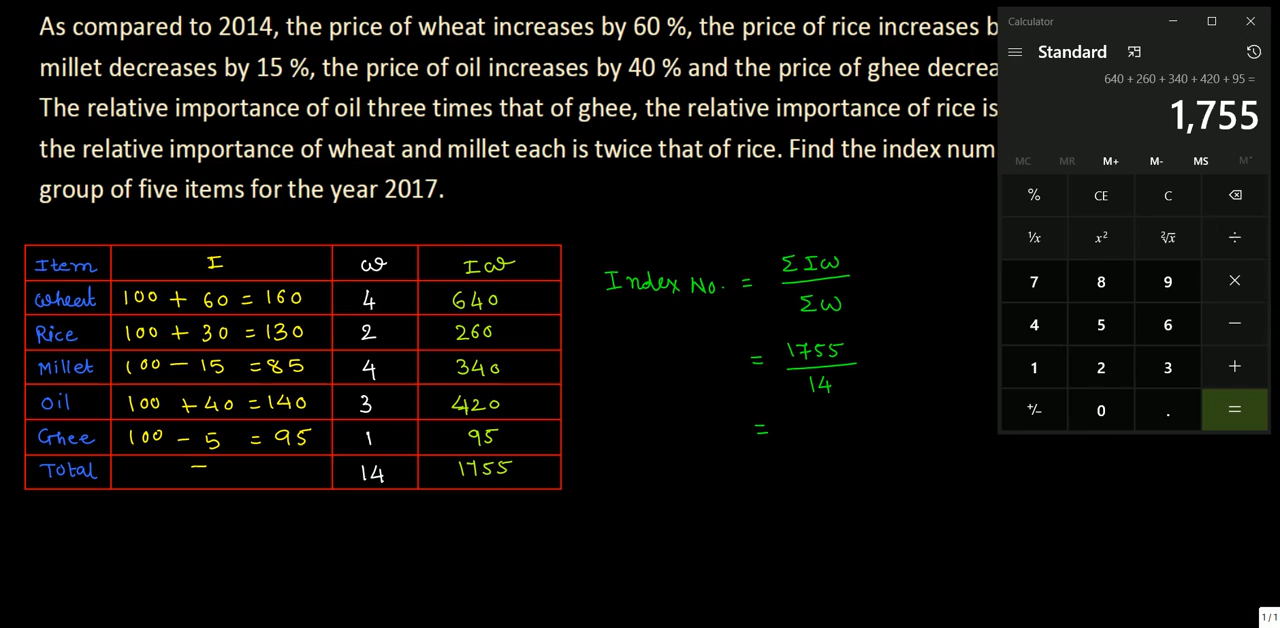 As compared to 2014, the price of wheat increases by 60 %, the price of rice increases b
millet decreases by 15 %, the price of oil increases by 40 % and the price of ghee decrea
The relative importance of oil three times that of ghee, the relative importance of rice is
the relative importance of wheat and millet each is twice that of rice. Find the index num
group of five items for the year 2017.
Item I ω Iω
Wheat 100 + 60 = 160 4 640
Rice 100 + 30 = 130 2 260
Millet 100 - 15 = 85 4 340
Oil 100 + 40 = 140 3 420
Ghee 100 - 5 = 95 1 95
Total - 14 1755
Index No. = ΣIω
Σω
= 1755
14
=
Calculator
Standard
640 + 260 + 340 + 420 + 95 =
1,755
MC MR M+ M- MS M˅
% CE C
¹/x x² ²√x ÷
7 8 9 ×
4 5 6 −
1 2 3 +
+/− 0 . =
1/1